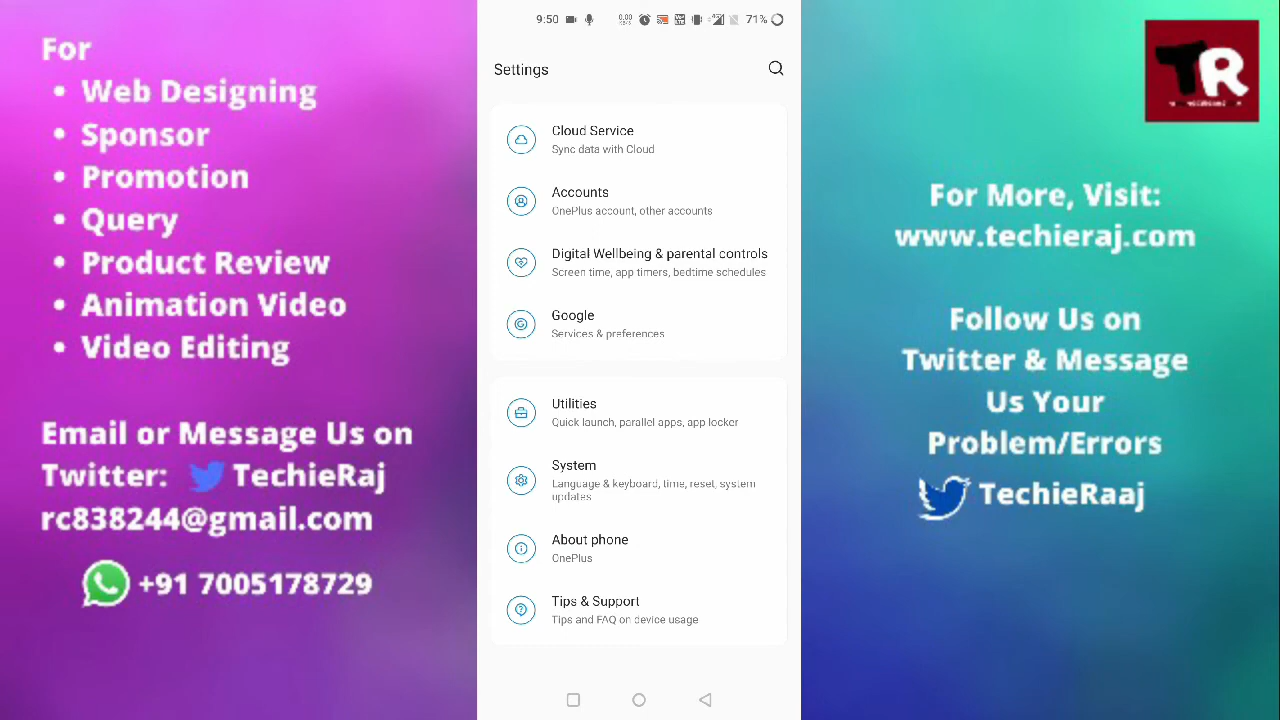 For
• Web Designing
• Sponsor
• Promotion
• Query
• Product Review
• Animation Video
• Video Editing
Email or Message Us on
Twitter: TechieRaj
rc838244@gmail.com
+91 7005178729
9:50
0.00
71%
Settings
Cloud Service
Sync data with Cloud
Accounts
OnePlus account, other accounts
Digital Wellbeing & parental controls
Screen time, app timers, bedtime schedules
Google
Services & preferences
Utilities
Quick launch, parallel apps, app locker
System
Language & keyboard, time, reset, system
updates
About phone
OnePlus
Tips & Support
Tips and FAQ on device usage
TR
For More, Visit:
www.techieraj.com
Follow Us on
Twitter & Message
Us Your
Problem/Errors
TechieRaaj